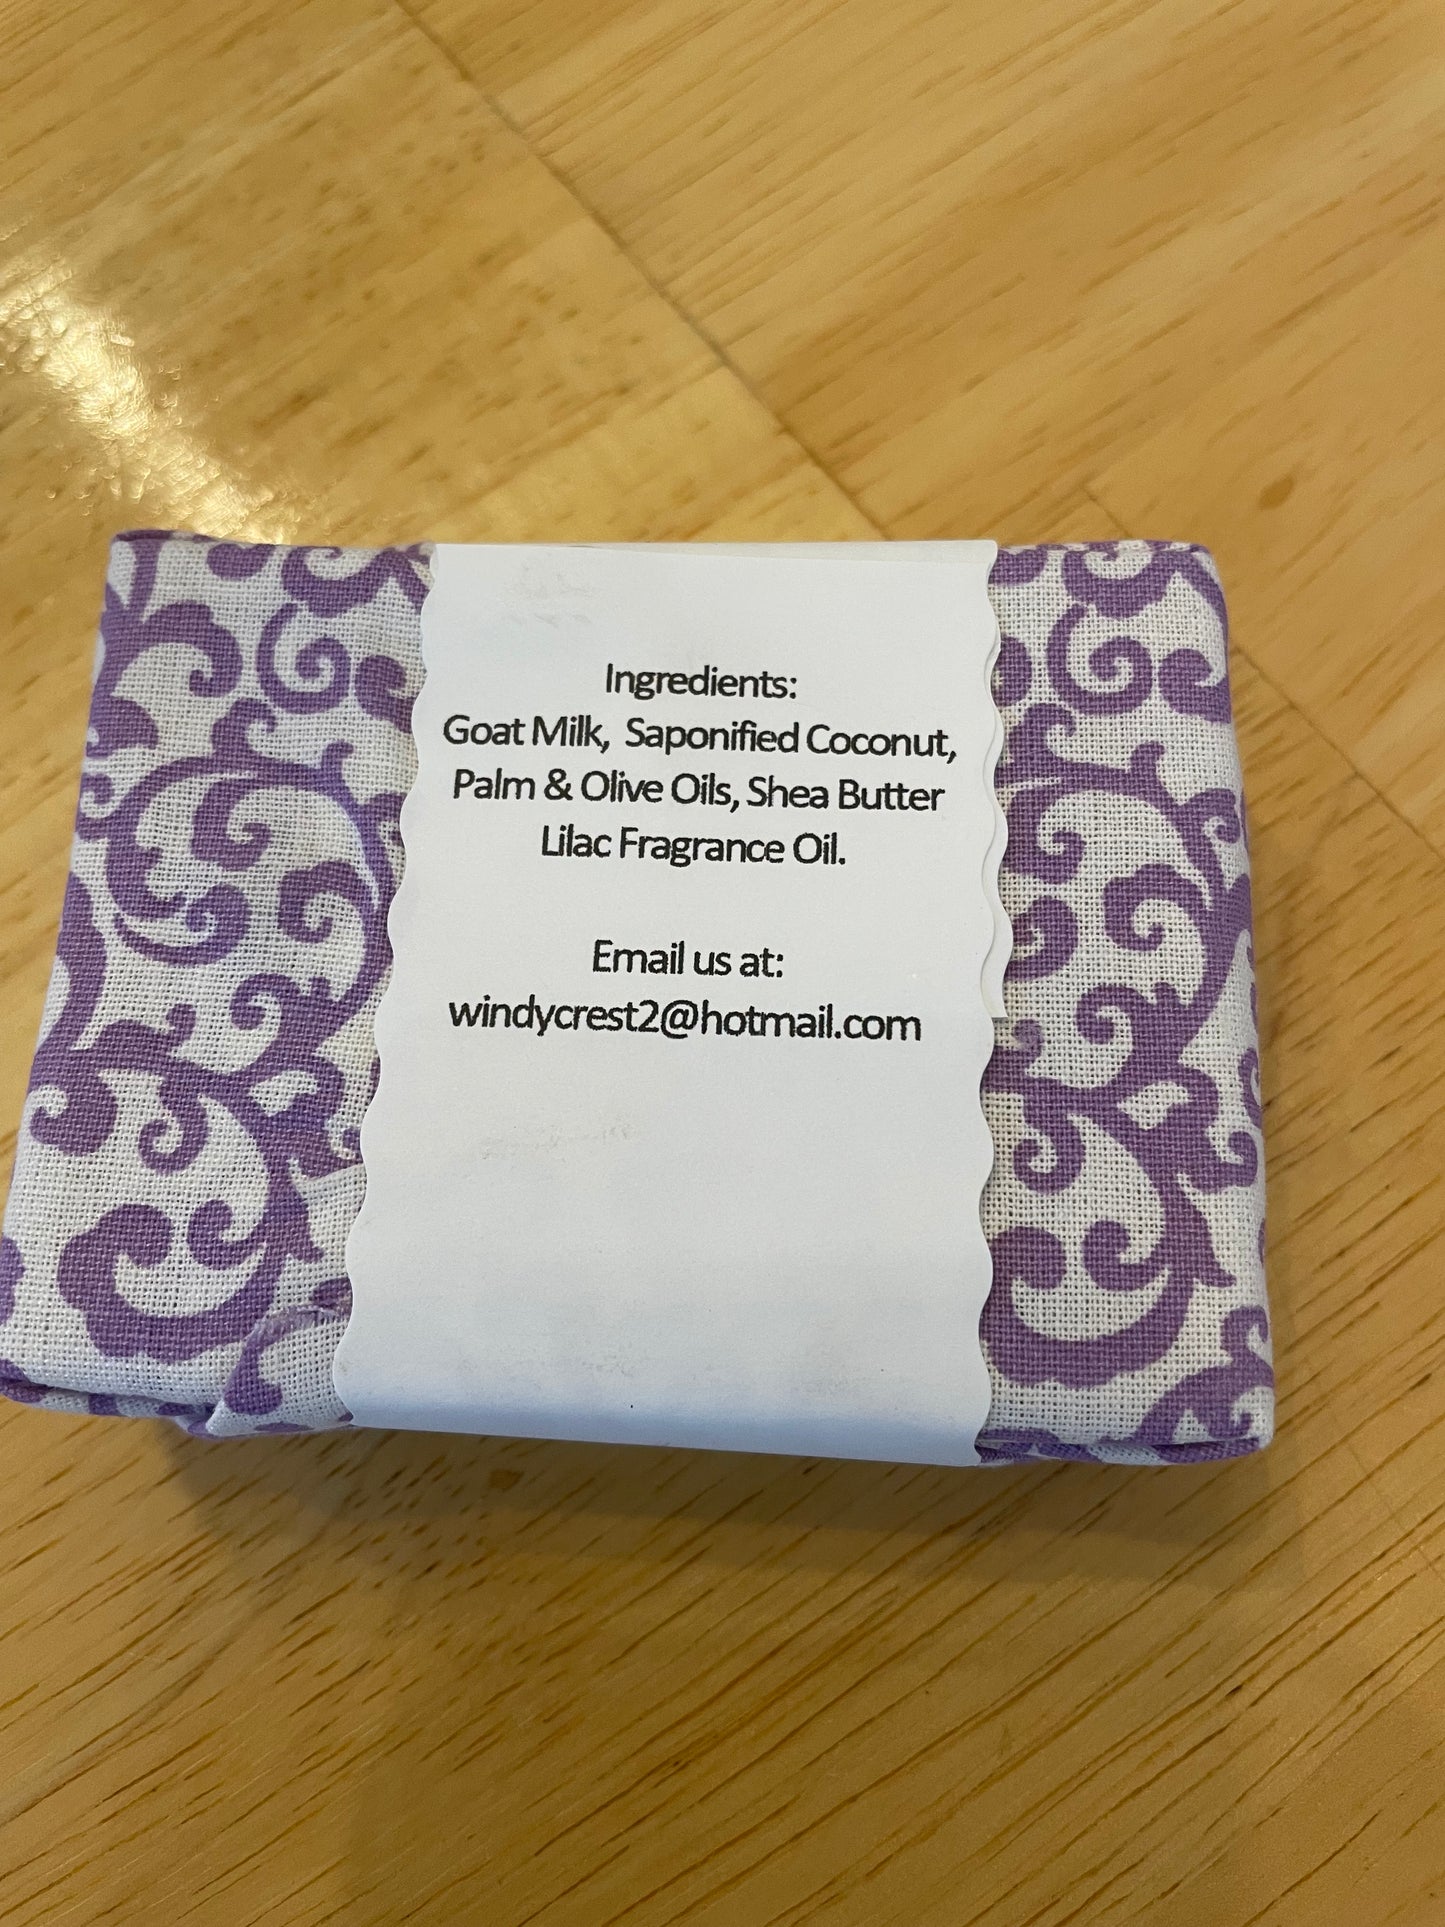 Ingredients:
Goat Milk, Saponified Coconut,
Palm & Olive Oils, Shea Butter
Lilac Fragrance Oil.
Email us at:
windycrest2@hotmail.com